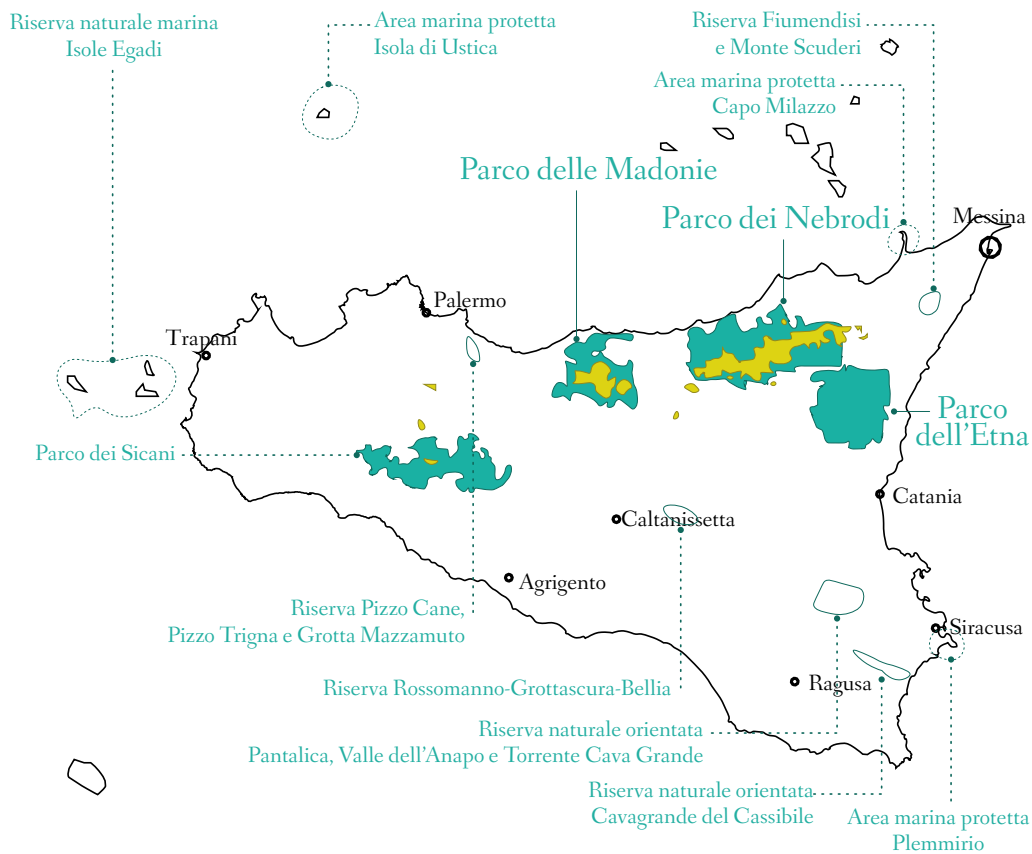 Riserva naturale marina
Isole Egadi
Area marina protetta
Isola di Ustica
Riserva Fiumendisi
e Monte Scuderi
Area marina protetta
Capo Milazzo
Parco delle Madonie
Parco dei Nebrodi
Messina
Palermo
Trapani
Parco
dell'Etna
Parco dei Sicani
Catania
Caltanissetta
Agrigento
Riserva Pizzo Cane,
Pizzo Trigna e Grotta Mazzamuto
Siracusa
Ragusa
Riserva Rossomanno-Grottascura-Bellia
Riserva naturale orientata
Pantalica, Valle dell'Anapo e Torrente Cava Grande
Riserva naturale orientata
Cavagrande del Cassibile
Area marina protetta
Plemmirio